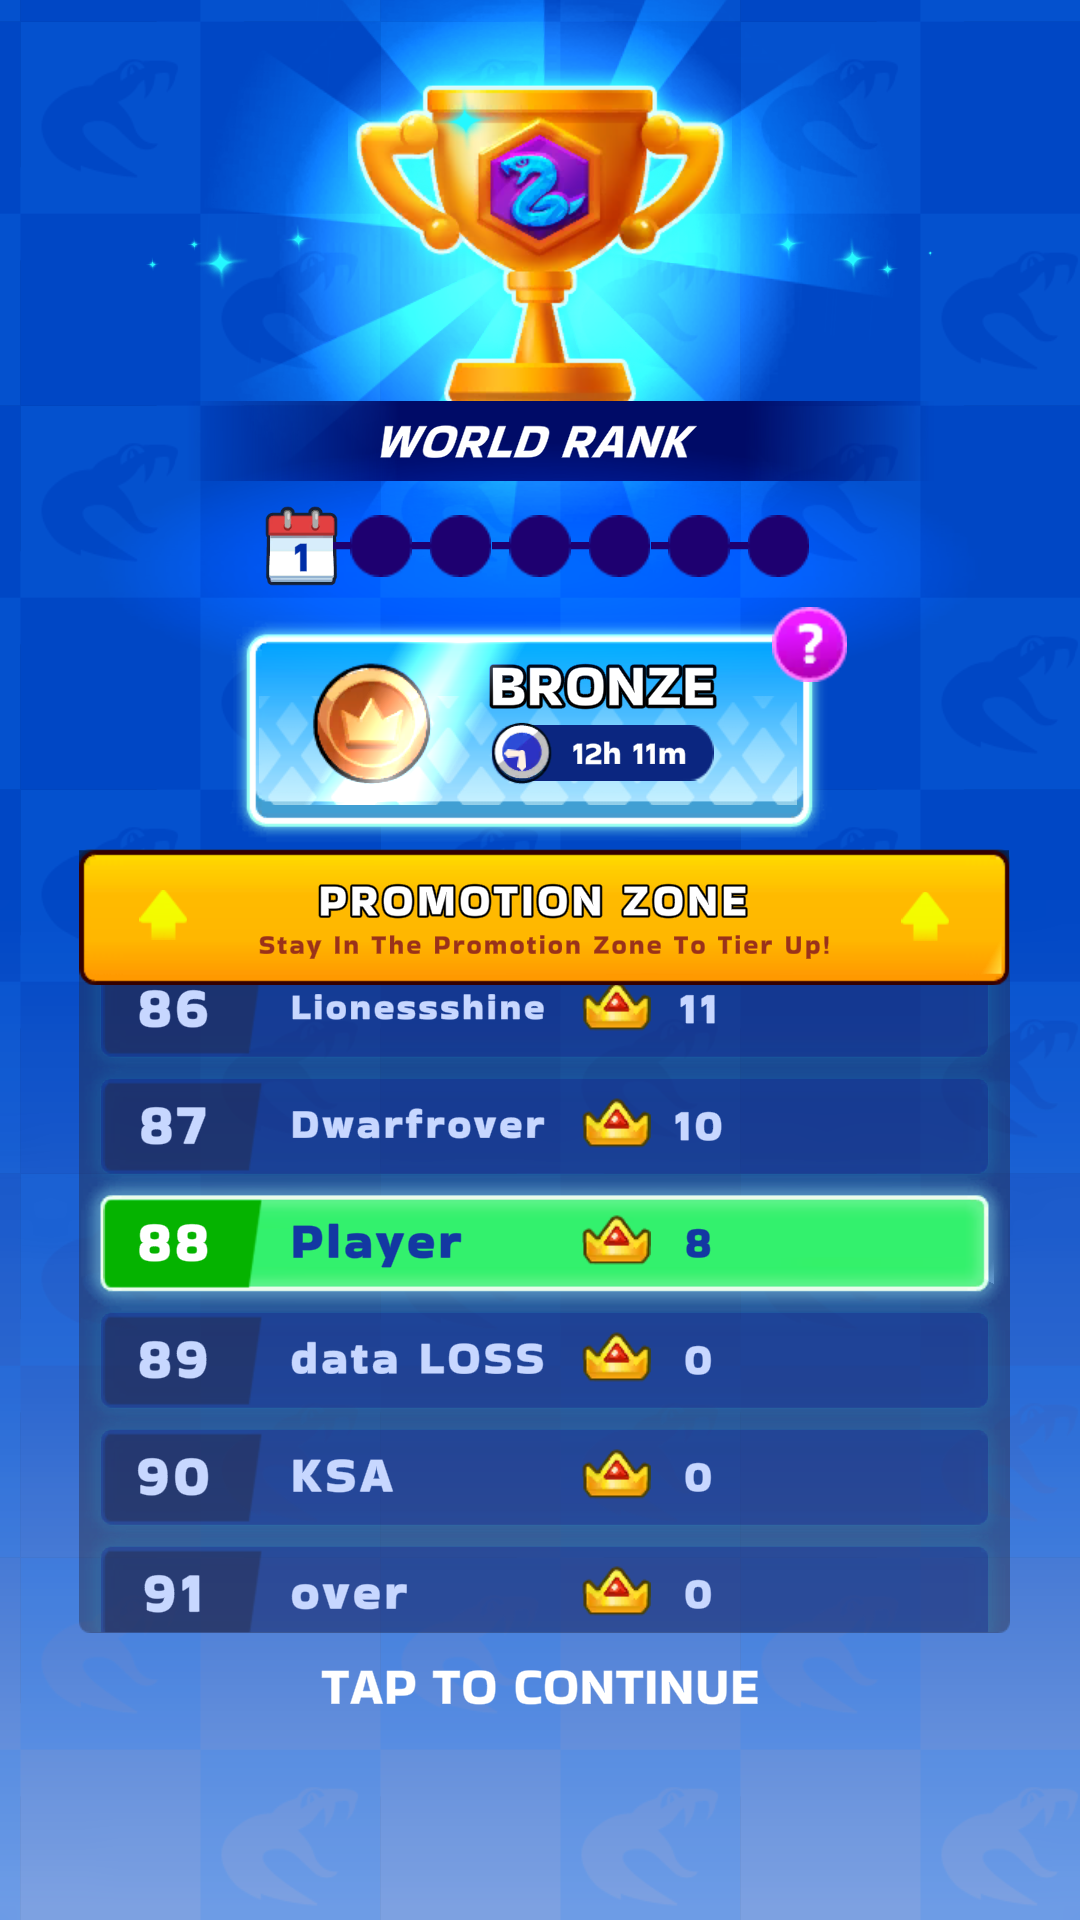 WORLD RANK
1
?
BRONZE
12h 11m
PROMOTION ZONE
Stay In The Promotion Zone To Tier Up!
86 Lionessshine 11
87 Dwarfrover 10
88 Player 8
89 data LOSS 0
90 KSA 0
91 over 0
TAP TO CONTINUE